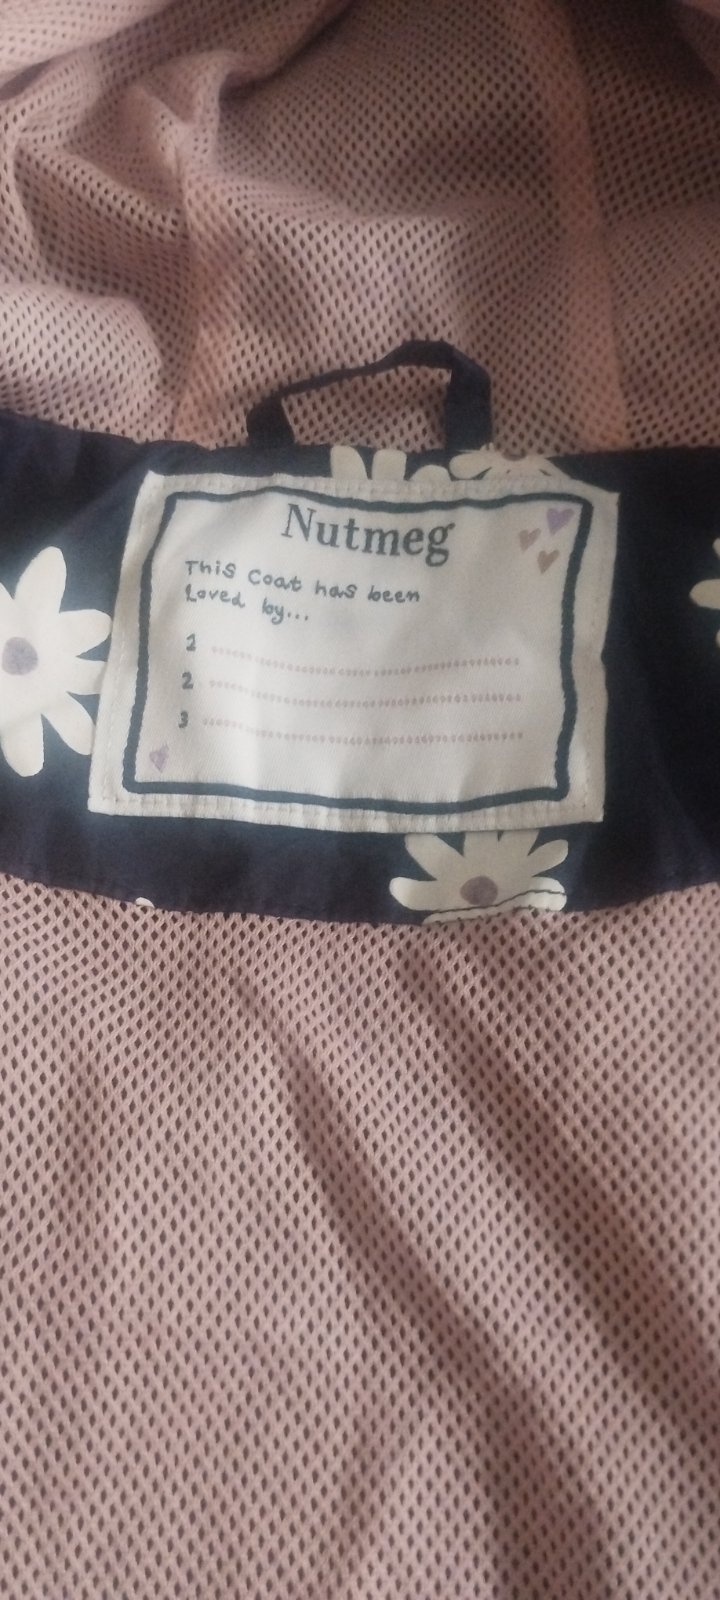 Nutmeg
This Coat has been
Loved by...
1
2
3